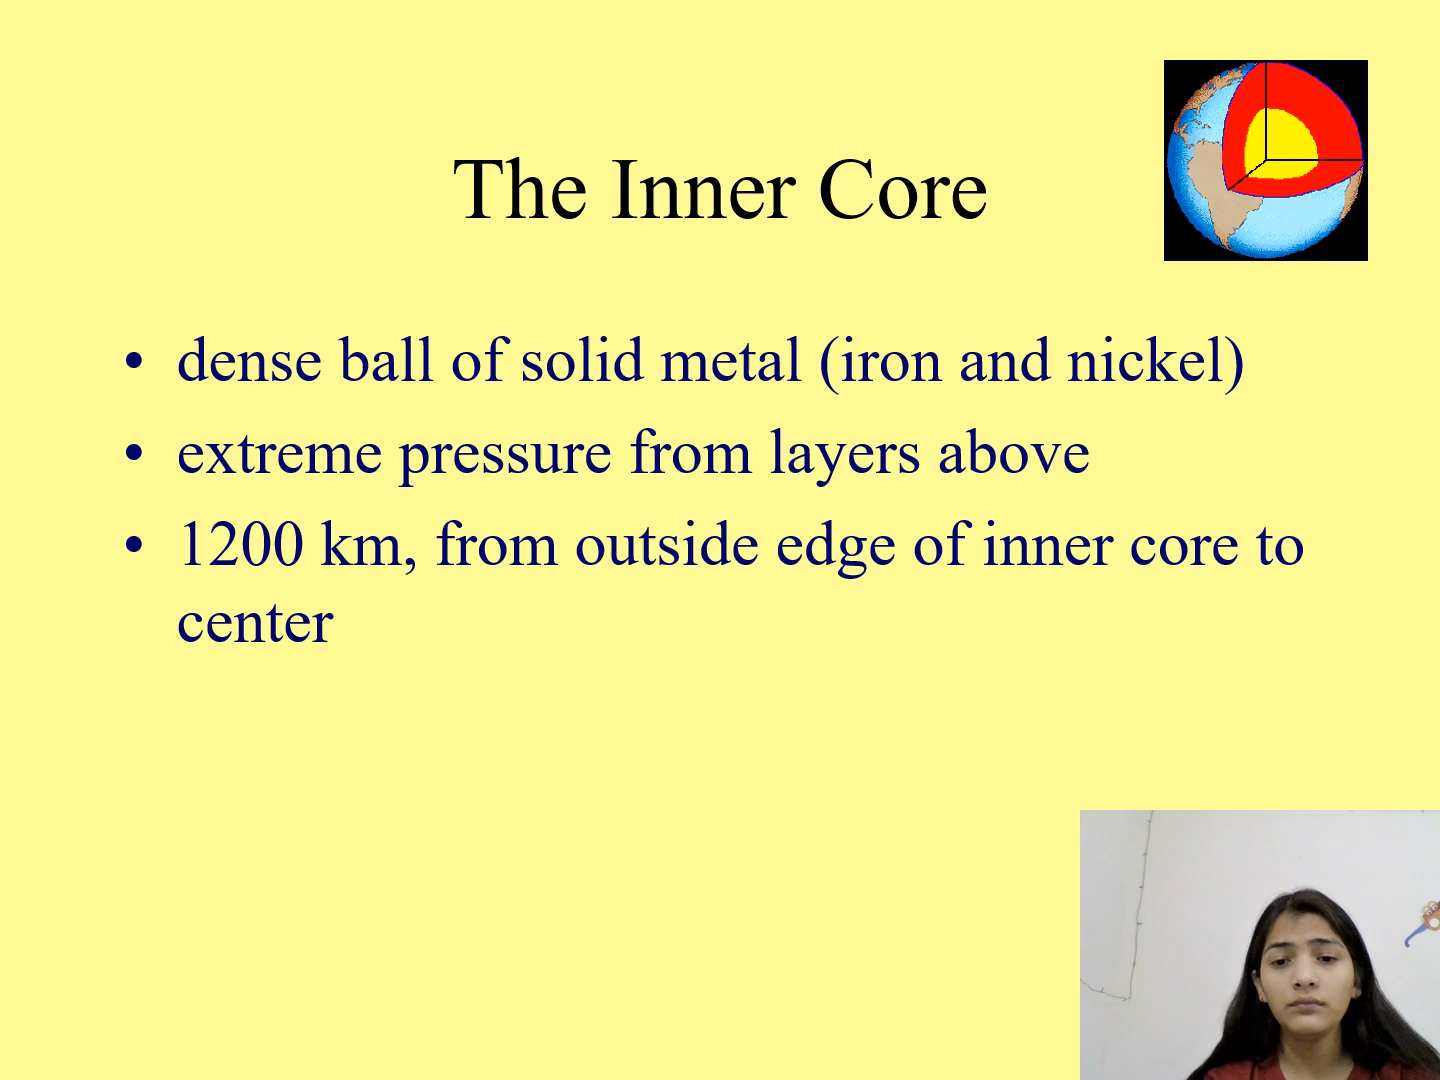 The Inner Core
• dense ball of solid metal (iron and nickel)
• extreme pressure from layers above
• 1200 km, from outside edge of inner core to
center